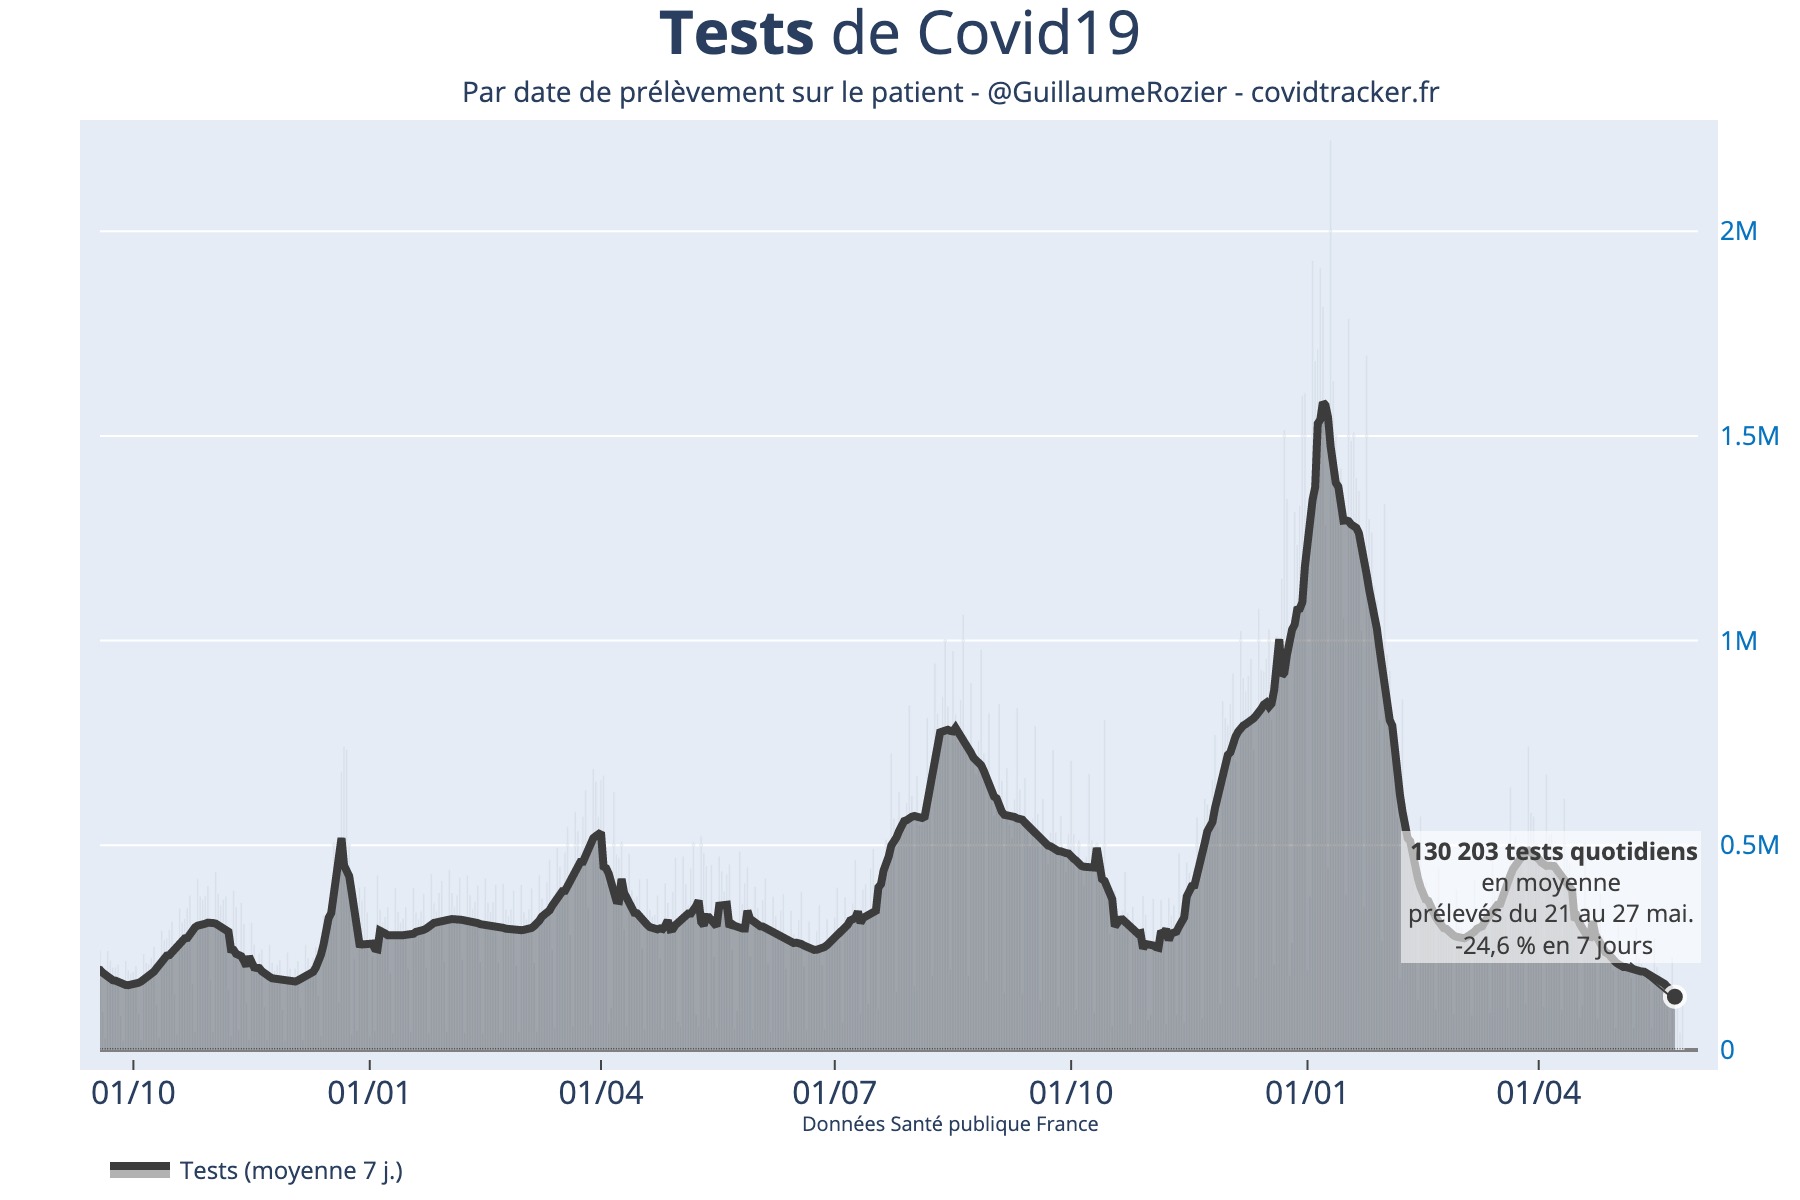 Tests de Covid19
Par date de prélèvement sur le patient - @GuillaumeRozier - covidtracker.fr
2M
1.5M
1M
0.5M
0
130 203 tests quotidiens
en moyenne
prélevés du 21 au 27 mai.
-24,6 % en 7 jours
01/10 01/01 01/04 01/07 01/10 01/01 01/04
Données Santé publique France
Tests (moyenne 7 j.)